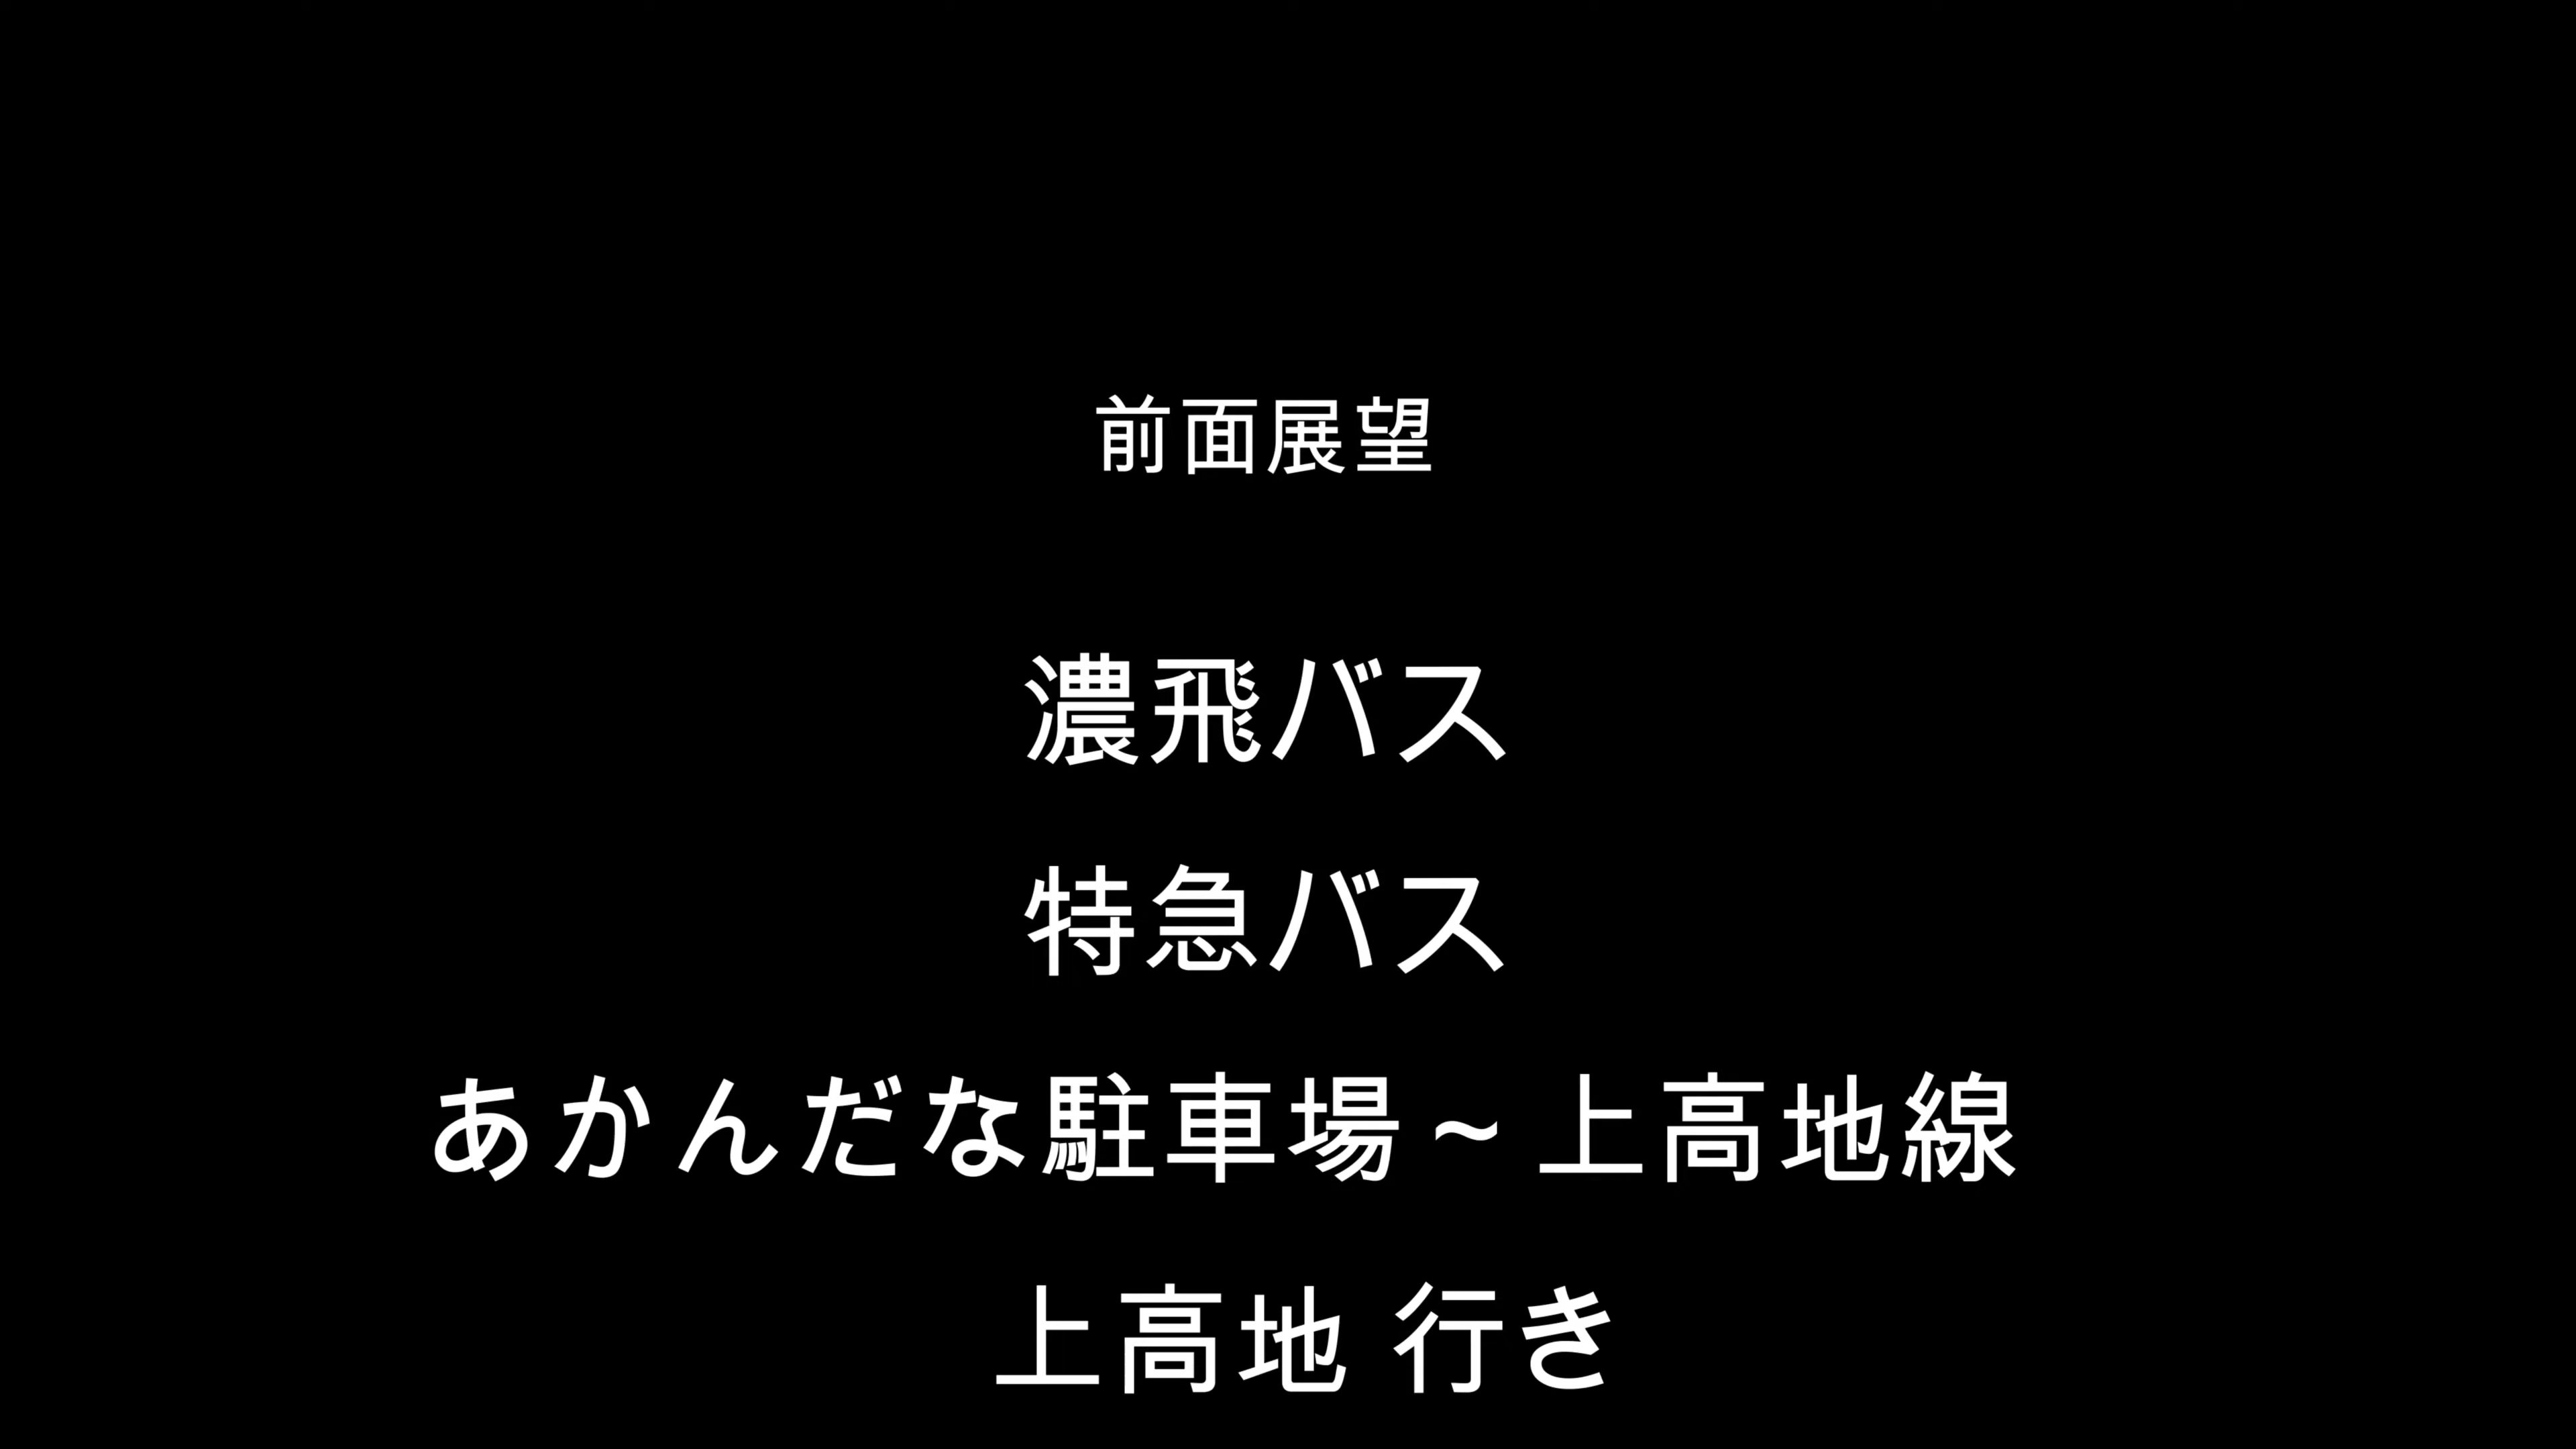 前面展望
濃飛バス
特急バス
あかんだな駐車場~上高地線
上高地 行き